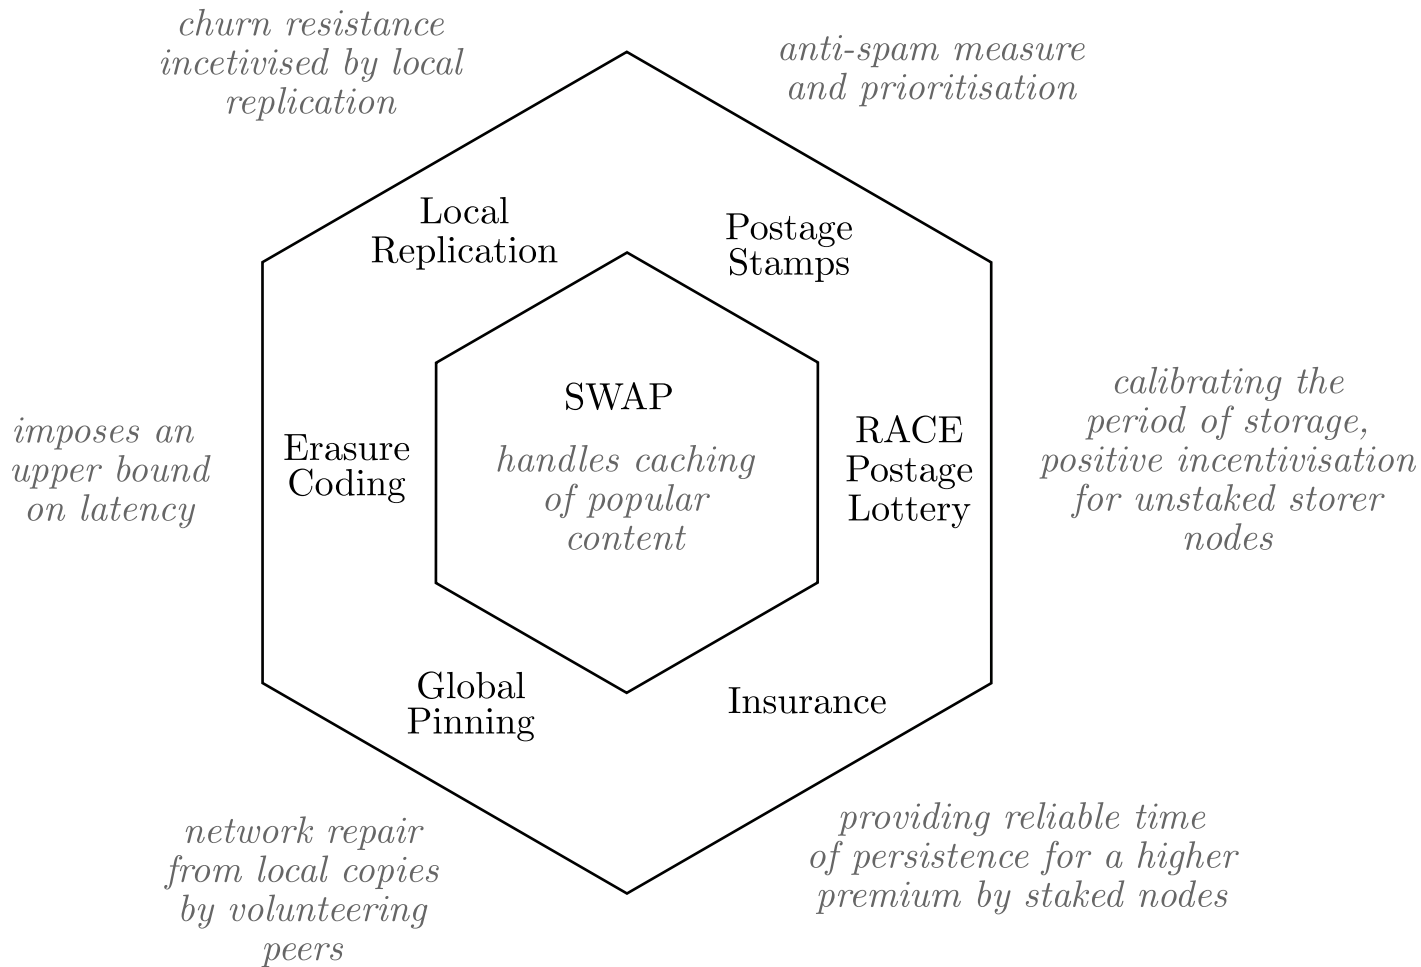 churn resistance
incetivised by local
replication
anti-spam measure
and prioritisation
Local
Replication
Postage
Stamps
imposes an
upper bound
on latency
Erasure
Coding
SWAP
handles caching
of popular
content
RACE
Postage
Lottery
calibrating the
period of storage,
positive incentivisation
for unstaked storer
nodes
Global
Pinning
Insurance
network repair
from local copies
by volunteering
peers
providing reliable time
of persistence for a higher
premium by staked nodes